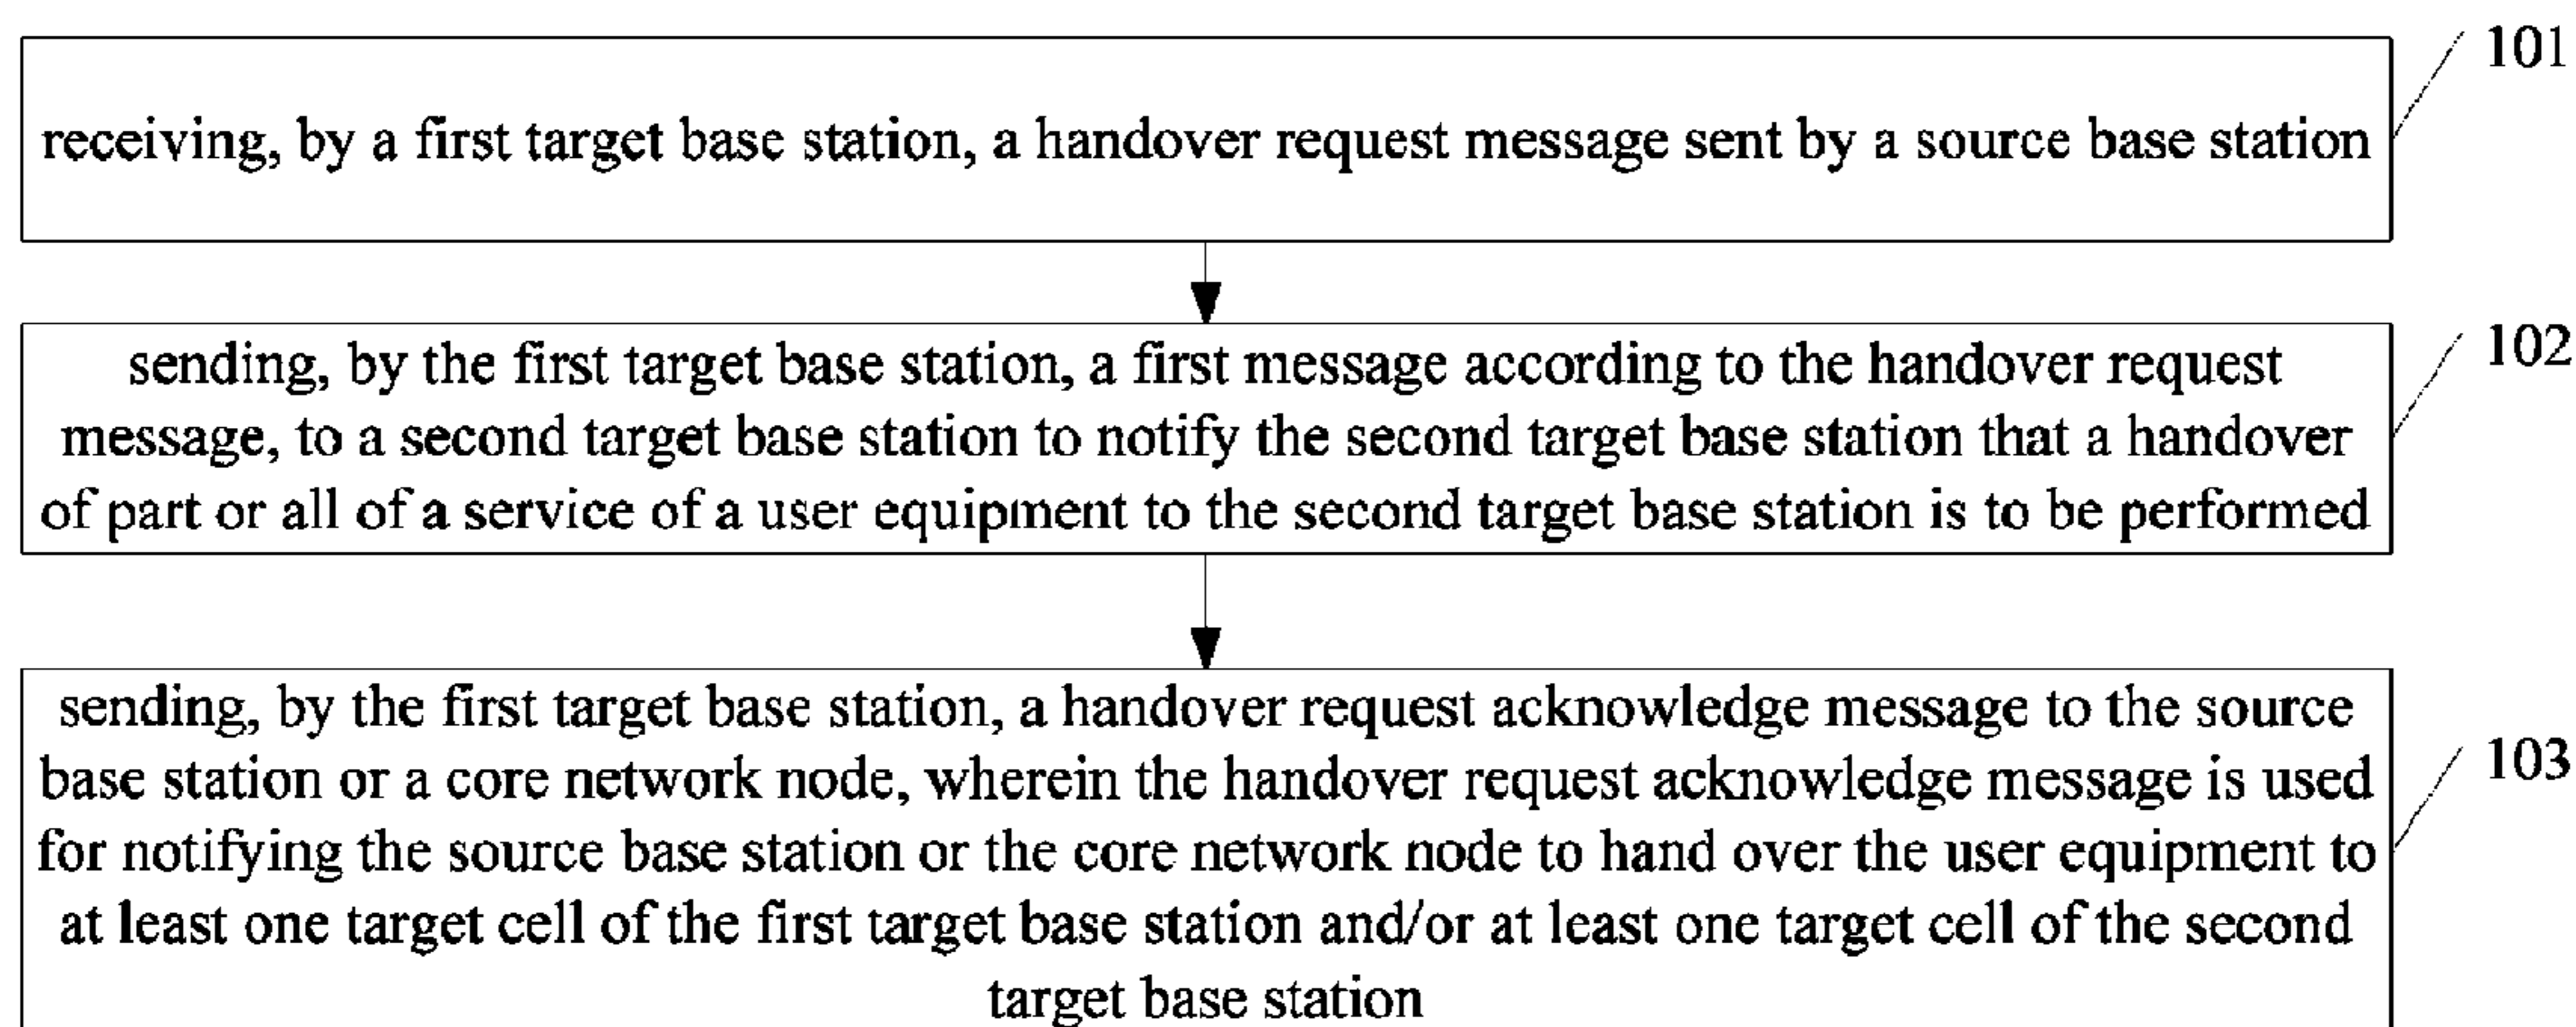 101
receiving, by a first target base station, a handover request message sent by a source base station
102
sending, by the first target base station, a first message according to the handover request
message, to a second target base station to notify the second target base station that a handover
of part or all of a service of a user equipment to the second target base station is to be performed
103
sending, by the first target base station, a handover request acknowledge message to the source
base station or a core network node, wherein the handover request acknowledge message is used
for notifying the source base station or the core network node to hand over the user equipment to
at least one target cell of the first target base station and/or at least one target cell of the second
target base station